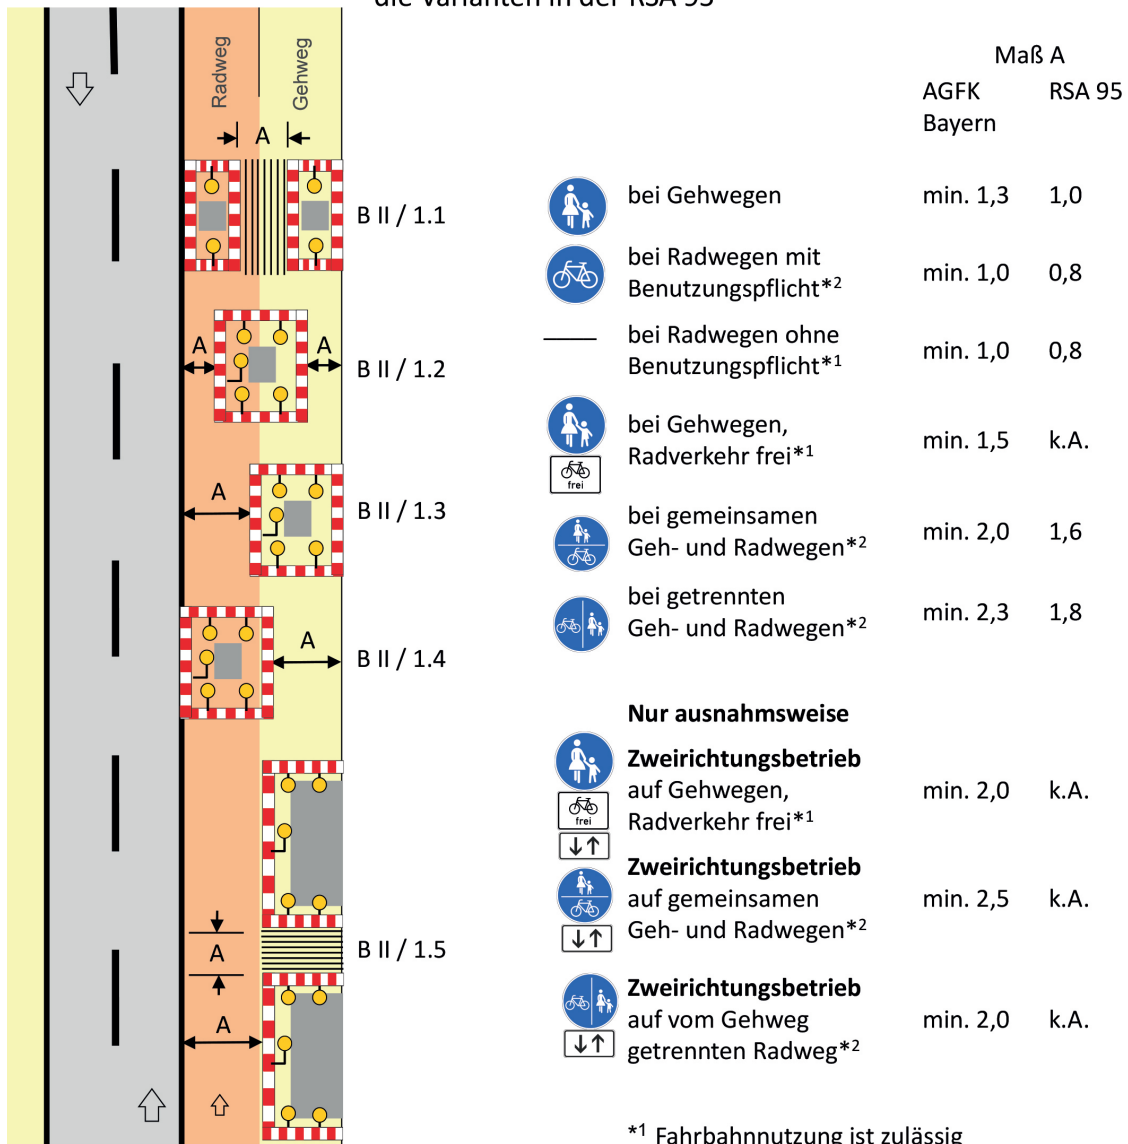 die Varianten in der RSA 95
Radweg
Gehweg
A
B II / 1.1
A
A
B II / 1.2
A
B II / 1.3
A
B II / 1.4
A
B II / 1.5
A
Maß A
AGFK
Bayern
RSA 95
bei Gehwegen
min. 1,3
1,0
bei Radwegen mit
Benutzungspflicht*2
min. 1,0
0,8
bei Radwegen ohne
Benutzungspflicht*1
min. 1,0
0,8
frei
bei Gehwegen,
Radverkehr frei*1
min. 1,5
k.A.
bei gemeinsamen
Geh- und Radwegen*2
min. 2,0
1,6
bei getrennten
Geh- und Radwegen*2
min. 2,3
1,8
Nur ausnahmsweise
frei
Zweirichtungsbetrieb
auf Gehwegen,
Radverkehr frei*1
min. 2,0
k.A.
Zweirichtungsbetrieb
auf gemeinsamen
Geh- und Radwegen*2
min. 2,5
k.A.
Zweirichtungsbetrieb
auf vom Gehweg
getrennten Radweg*2
min. 2,0
k.A.
*1 Fahrbahnnutzung ist zulässig